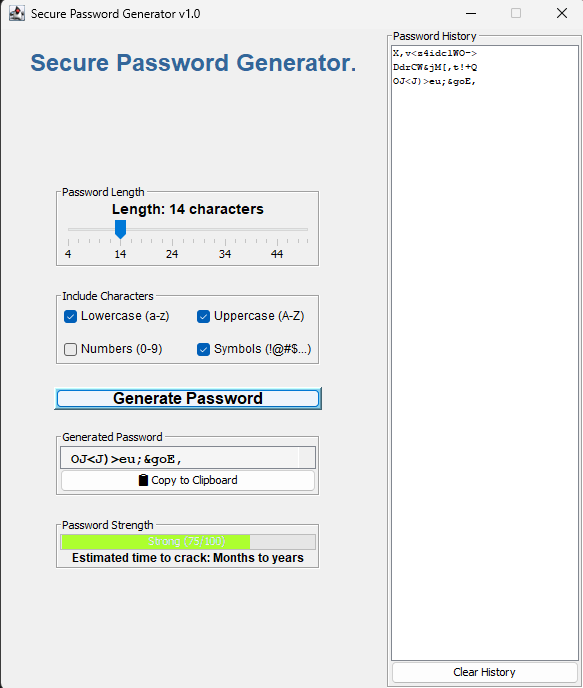 Secure Password Generator v1.0
Secure Password Generator.
Password Length
Length: 14 characters
4 14 24 34 44
Include Characters
Lowercase (a-z) Uppercase (A-Z)
Numbers (0-9) Symbols (!@#$...)
Generate Password
Generated Password
OJ<J)>eu;&goE,
Copy to Clipboard
Password Strength
Strong (75/100)
Estimated time to crack: Months to years
Password History
X,v<z4idc1WO->
DdrCW&jM[,t!+Q
OJ<J)>eu;&goE,
Clear History